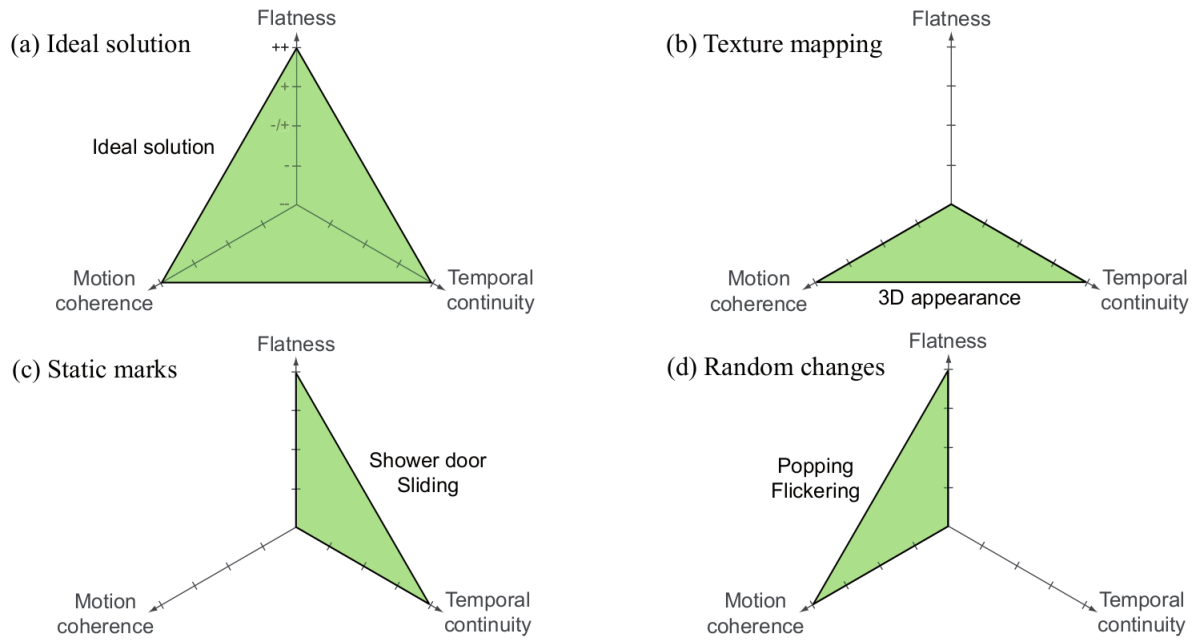 (a) Ideal solution
Flatness
++
+
-/+
-
--
Ideal solution
Motion
coherence
Temporal
continuity
(b) Texture mapping
Flatness
Motion
coherence
3D appearance
Temporal
continuity
(c) Static marks
Flatness
Shower door
Sliding
Motion
coherence
Temporal
continuity
(d) Random changes
Flatness
Popping
Flickering
Motion
coherence
Temporal
continuity